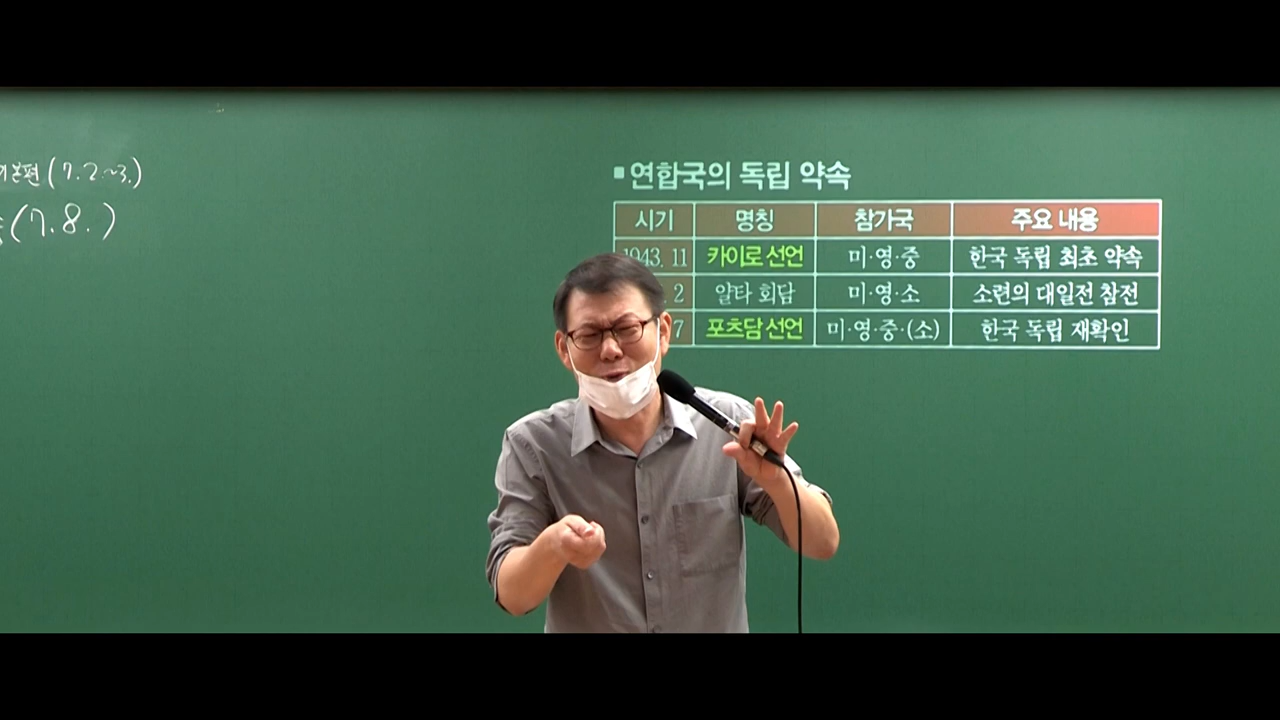 기본편 (7.2~3.)
(7.8.)
▪연합국의 독립 약속
시기 명칭 참가국 주요 내용
1943. 11 카이로 선언 미·영·중 한국 독립 최초 약속
. 2 얄타 회담 미·영·소 소련의 대일전 참전
7 포츠담 선언 미·영·중·(소) 한국 독립 재확인